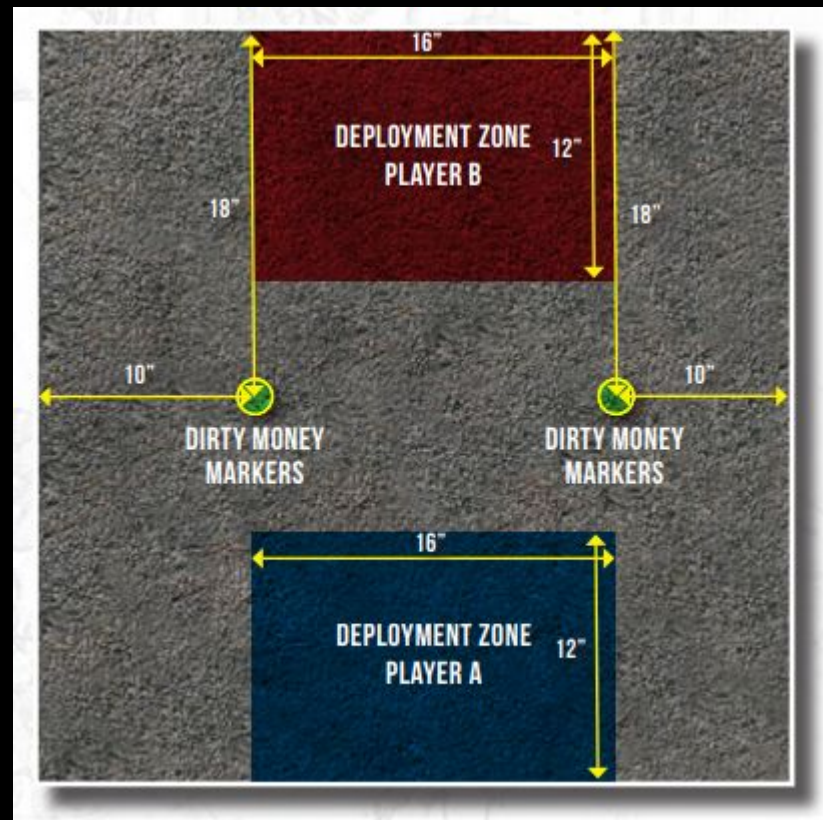 16”
DEPLOYMENT ZONE
PLAYER B
12”
18”
18”
10”
10”
DIRTY MONEY
MARKERS
DIRTY MONEY
MARKERS
16”
DEPLOYMENT ZONE
PLAYER A
12”